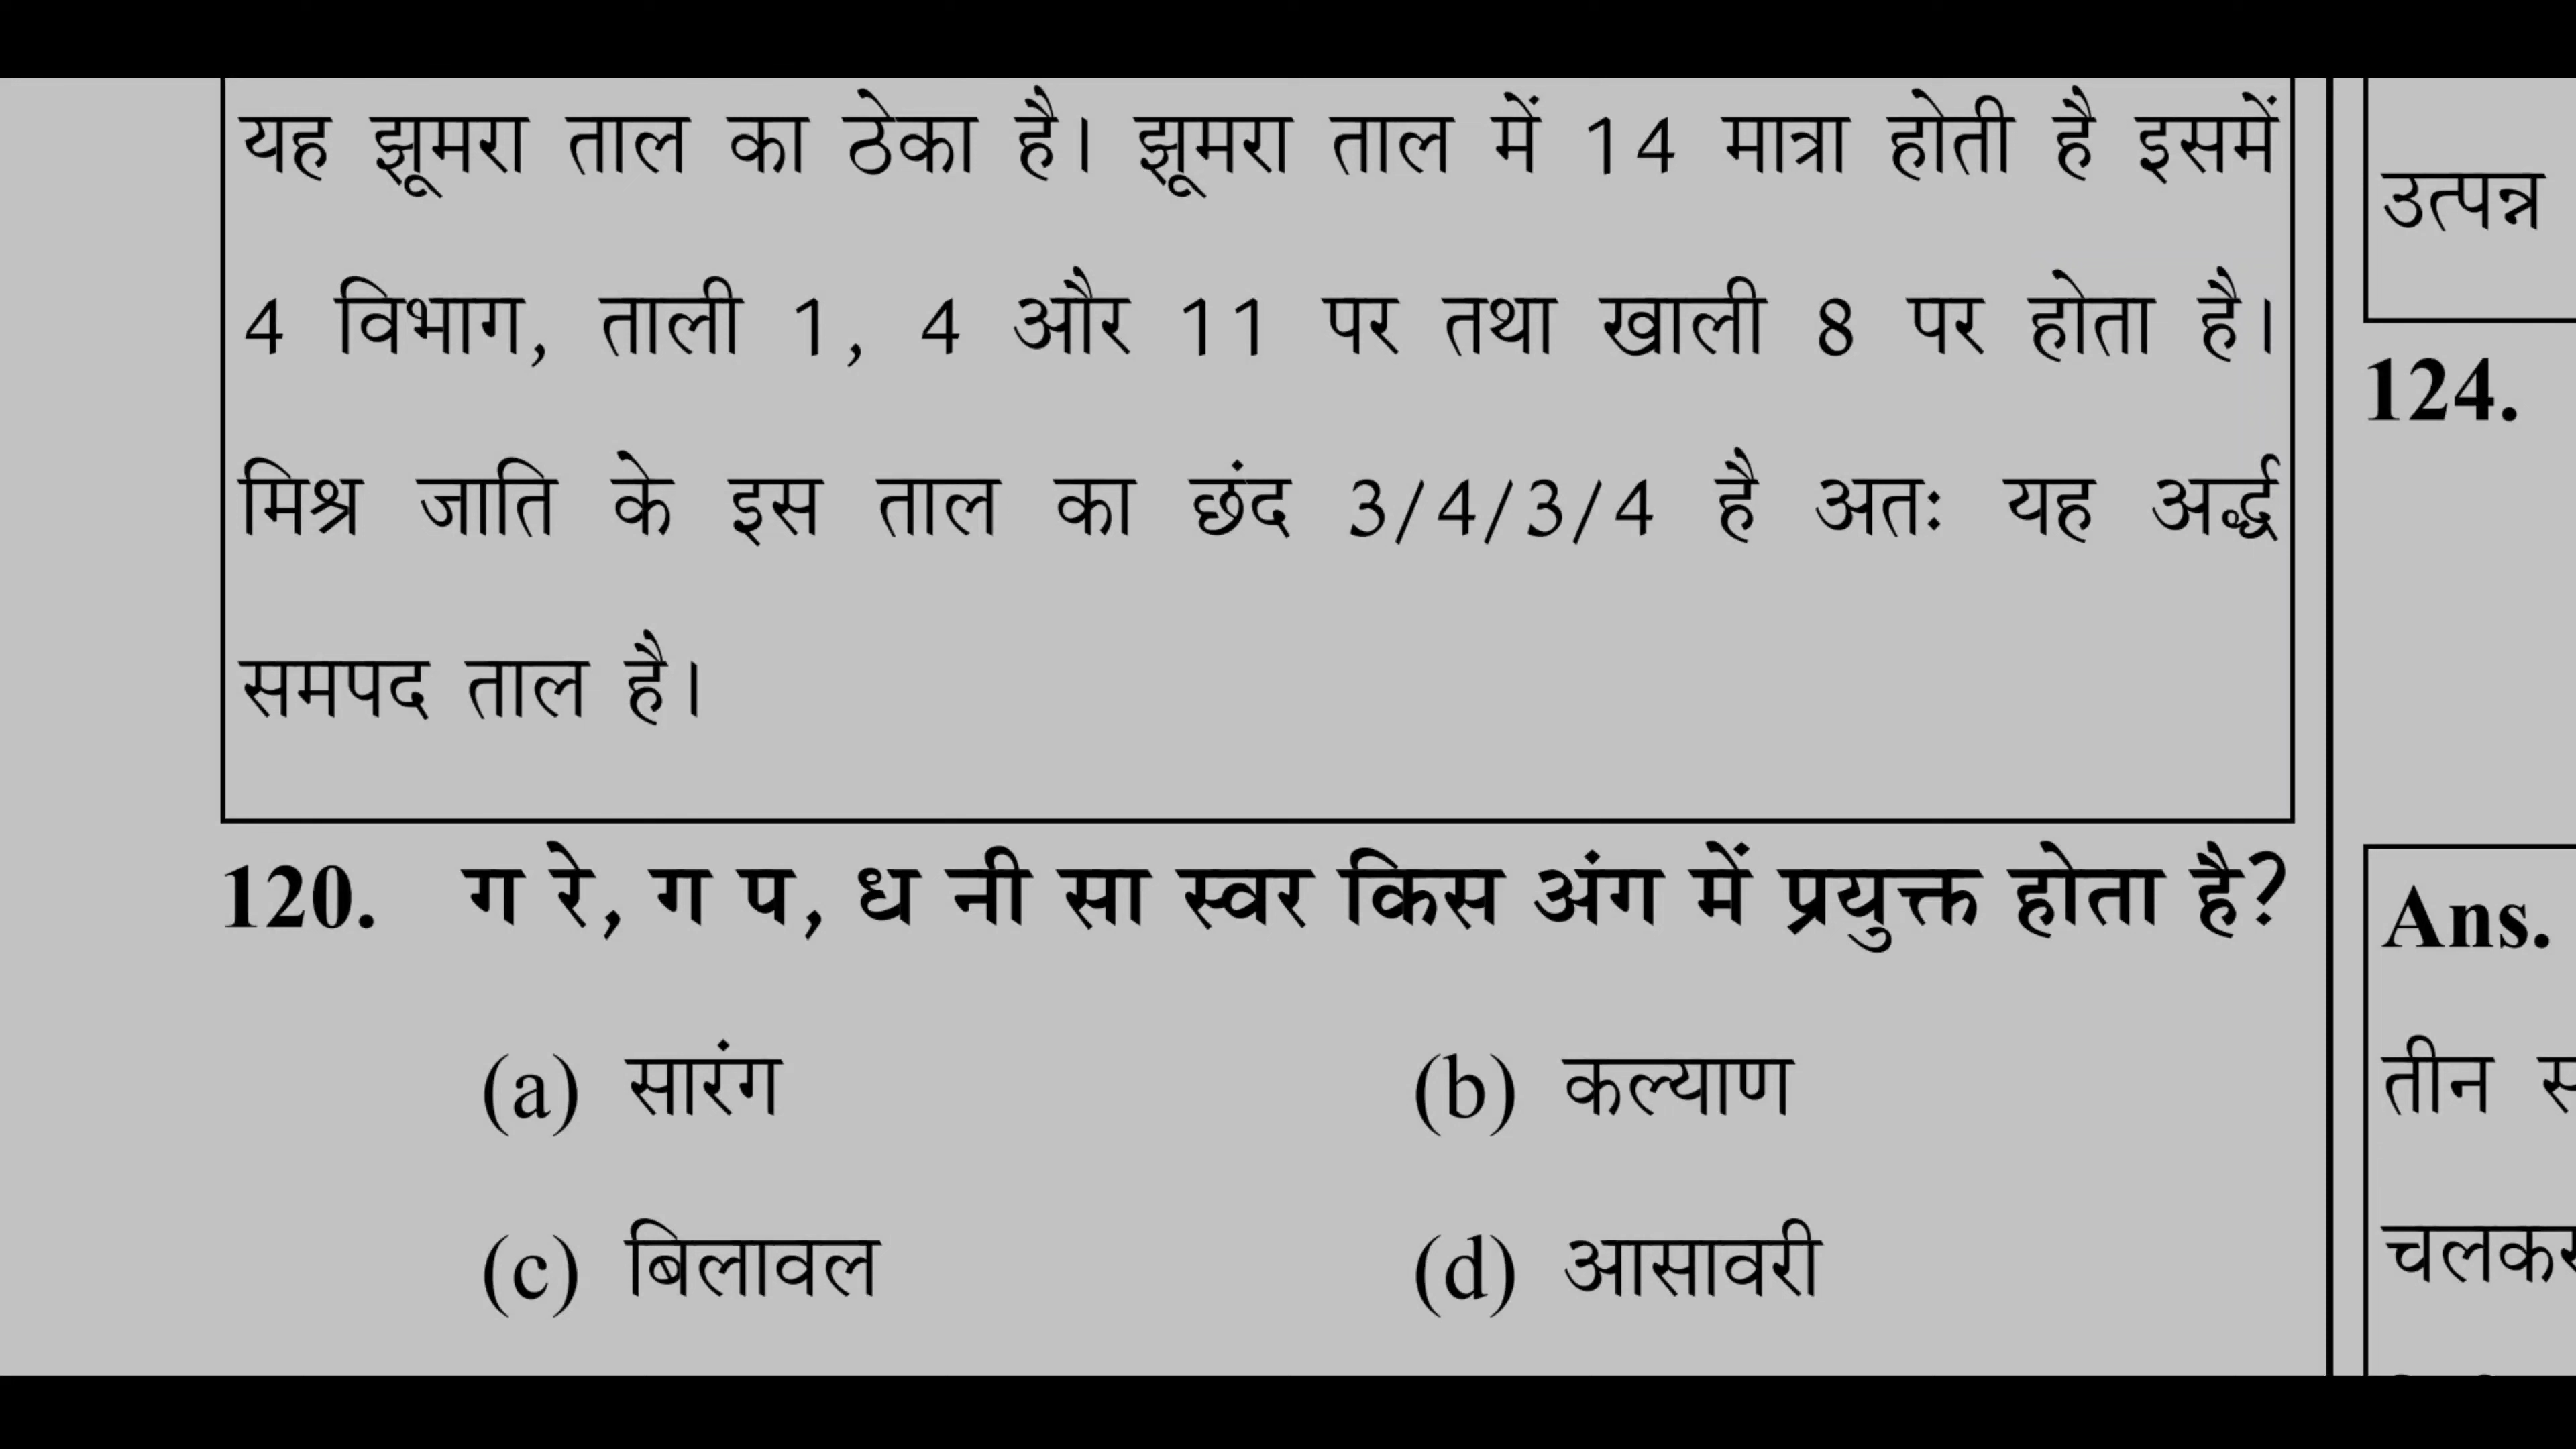 यह झूमरा ताल का ठेका है। झूमरा ताल में 14 मात्रा होती है इसमें
4 विभाग, ताली 1, 4 और 11 पर तथा खाली 8 पर होता है।
मिश्र जाति के इस ताल का छंद 3/4/3/4 है अतः यह अर्द्ध
समपद ताल है।
120. ग रे, ग प, ध नी सा स्वर किस अंग में प्रयुक्त होता है?
(a) सारंग (b) कल्याण
(c) बिलावल (d) आसावरी
उत्पन्न
124.
Ans.
तीन